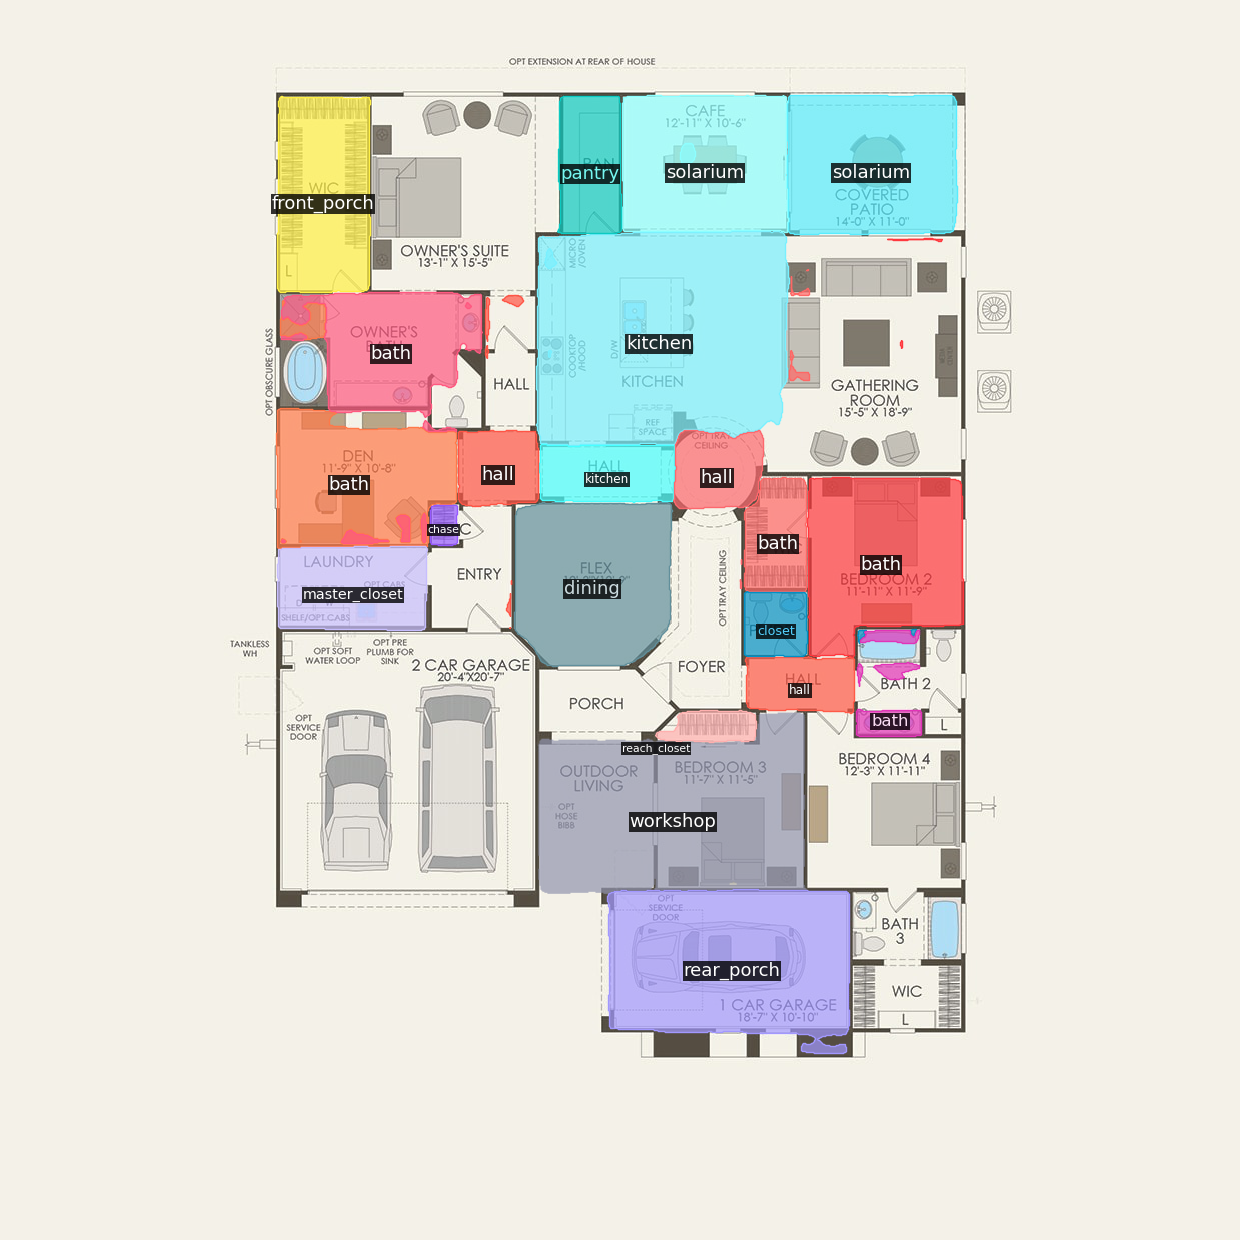 OPT EXTENSION AT REAR OF HOUSE
CAFE
12'-11" X 10'-6"
PAN
pantry
solarium
solarium
COVERED
PATIO
14'-0" X 11'-0"
WIC
front_porch
L
OWNER'S SUITE
13'-1" X 15'-5"
MICRO
/OVEN
OPT OBSCURE GLASS
OWNER'S
bath
HALL
COOKTOP
/HOOD
D/W
kitchen
KITCHEN
REF
SPACE
GATHERING
ROOM
15'-5" X 18'-9"
MEDIA
CENTER
OPT TRAY
CEILING
DEN
11'-9" X 10'-8"
bath
hall
HALL
kitchen
hall
chase
C
LAUNDRY
OPT CABS
master_closet
SHELF/OPT.CABS
ENTRY
FLEX
dining
OPT TRAY CEILING
bath
bath
BEDROOM 2
11'-11" X 11'-9"
closet
TANKLESS
WH
OPT SOFT
WATER LOOP
OPT PRE
PLUMB FOR
SINK
2 CAR GARAGE
20'-4"X20'-7"
FOYER
HALL
hall
BATH 2
bath
L
PORCH
OPT
SERVICE
DOOR
reach_closet
OUTDOOR
LIVING
OPT
HOSE
BIBB
BEDROOM 3
11'-7" X 11'-5"
workshop
BEDROOM 4
12'-3" X 11'-11"
OPT
SERVICE
DOOR
rear_porch
1 CAR GARAGE
18'-7" X 10'-10"
BATH
3
WIC
L